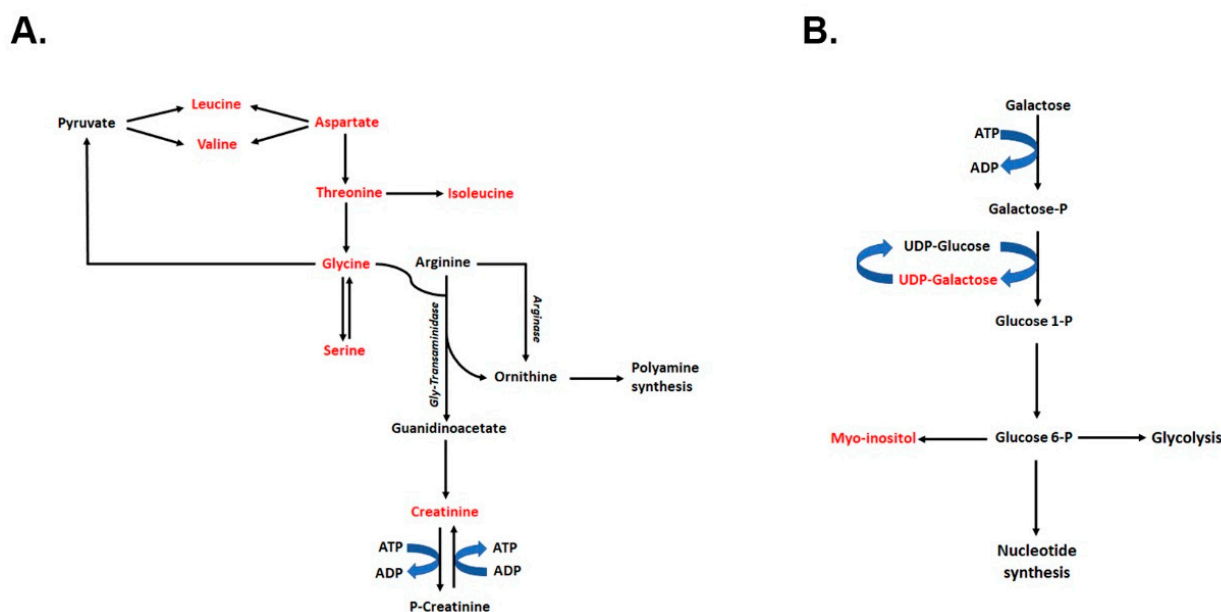 A.
Leucine
Pyruvate
Aspartate
Valine
Threonine
Isoleucine
Glycine
Arginine
Gly-Transaminidase
Arginase
Serine
Ornithine
Polyamine
synthesis
Guanidinoacetate
Creatinine
ATP
ATP
ADP
ADP
P-Creatinine
B.
Galactose
ATP
ADP
Galactose-P
UDP-Glucose
UDP-Galactose
Glucose 1-P
Myo-inositol
Glucose 6-P
Glycolysis
Nucleotide
synthesis